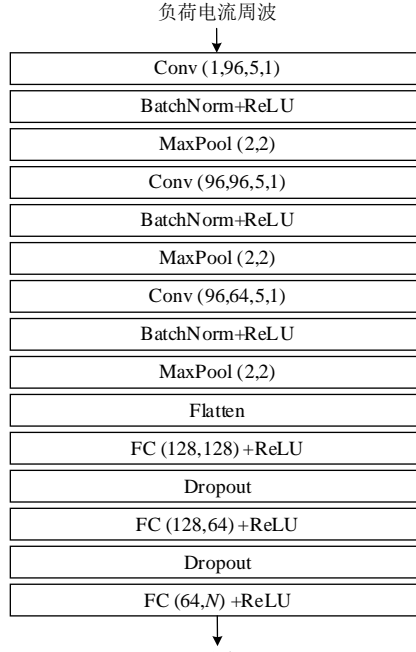 负荷电流周波
Conv (1,96,5,1)
BatchNorm+ReLU
MaxPool (2,2)
Conv (96,96,5,1)
BatchNorm+ReLU
MaxPool (2,2)
Conv (96,64,5,1)
BatchNorm+ReLU
MaxPool (2,2)
Flatten
FC (128,128) +ReLU
Dropout
FC (128,64) +ReLU
Dropout
FC (64,N) +ReLU